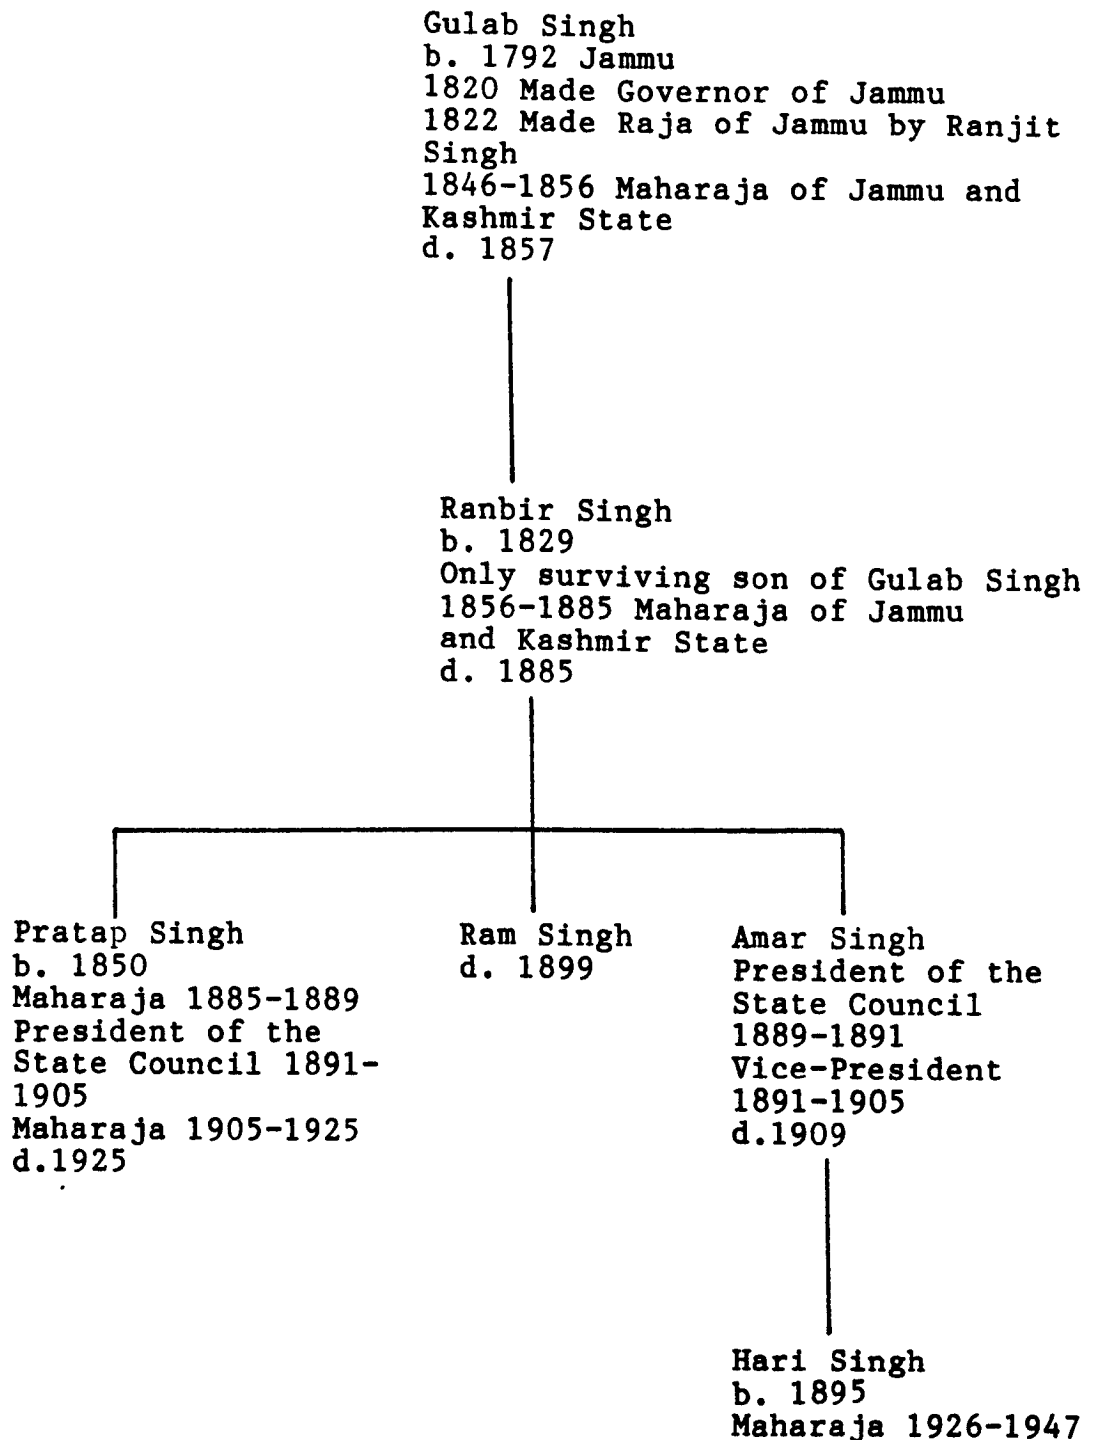 Gulab Singh
b. 1792 Jammu
1820 Made Governor of Jammu
1822 Made Raja of Jammu by Ranjit
Singh
1846-1856 Maharaja of Jammu and
Kashmir State
d. 1857
Ranbir Singh
b. 1829
Only surviving son of Gulab Singh
1856-1885 Maharaja of Jammu
and Kashmir State
d. 1885
Pratap Singh
b. 1850
Maharaja 1885-1889
President of the
State Council 1891-
1905
Maharaja 1905-1925
d.1925
Ram Singh
d. 1899
Amar Singh
President of the
State Council
1889-1891
Vice-President
1891-1905
d.1909
Hari Singh
b. 1895
Maharaja 1926-1947